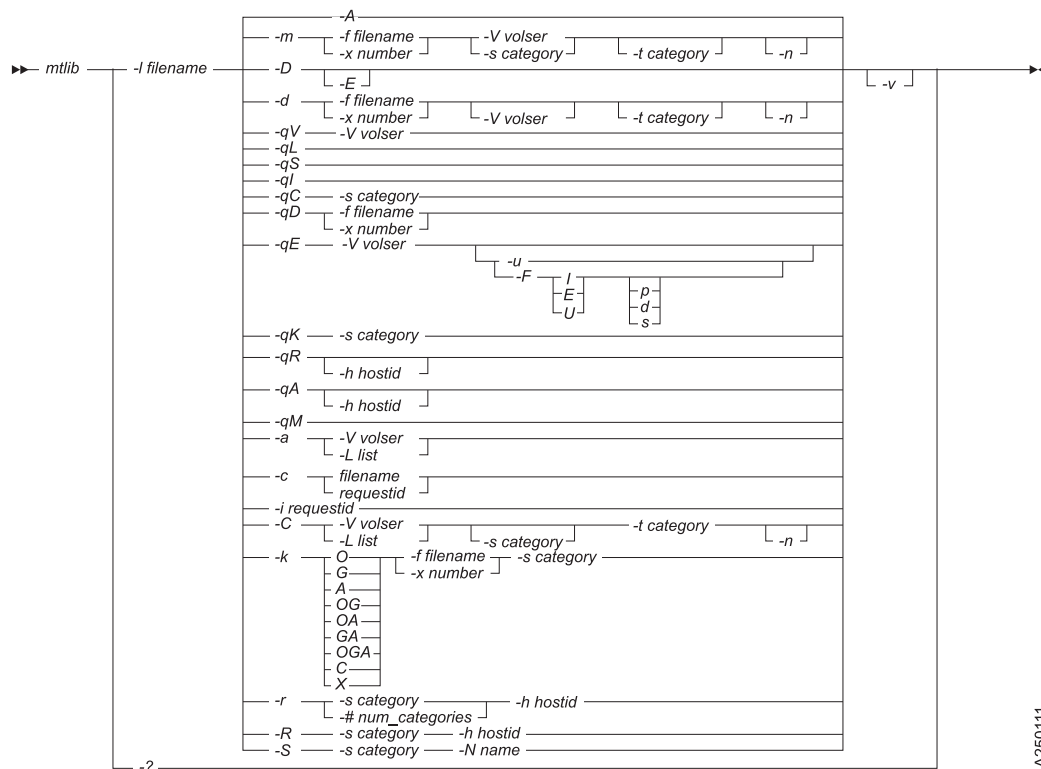 -A
-m -f filename -V volser
-x number -s category -t category -n
mtlib -l filename -D
-E -v
-d -f filename
-x number -V volser -t category -n
-qV -V volser
-qL
-qS
-qI
-qC -s category
-qD -f filename
-x number
-qE -V volser
-u
-F I
E p
U d
s
-qK -s category
-qR
-h hostid
-qA
-h hostid
-qM
-a -V volser
-L list
-c filename
requestid
-i requestid
-C -V volser -t category
-L list -s category -n
-k O -f filename -s category
G -x number
A
OG
OA
GA
OGA
C
X
-r -s category -h hostid
-# num_categories
-R -s category -h hostid
-S -s category -N name
-?
A250111